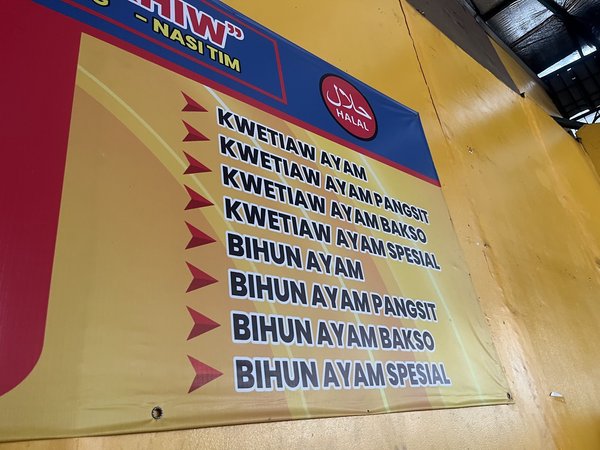 HIW"
- NASI TIM
حلال
HALAL
KWETIAW AYAM
KWETIAW AYAM PANGSIT
KWETIAW AYAM BAKSO
KWETIAW AYAM SPESIAL
BIHUN AYAM
BIHUN AYAM PANGSIT
BIHUN AYAM BAKSO
BIHUN AYAM SPESIAL